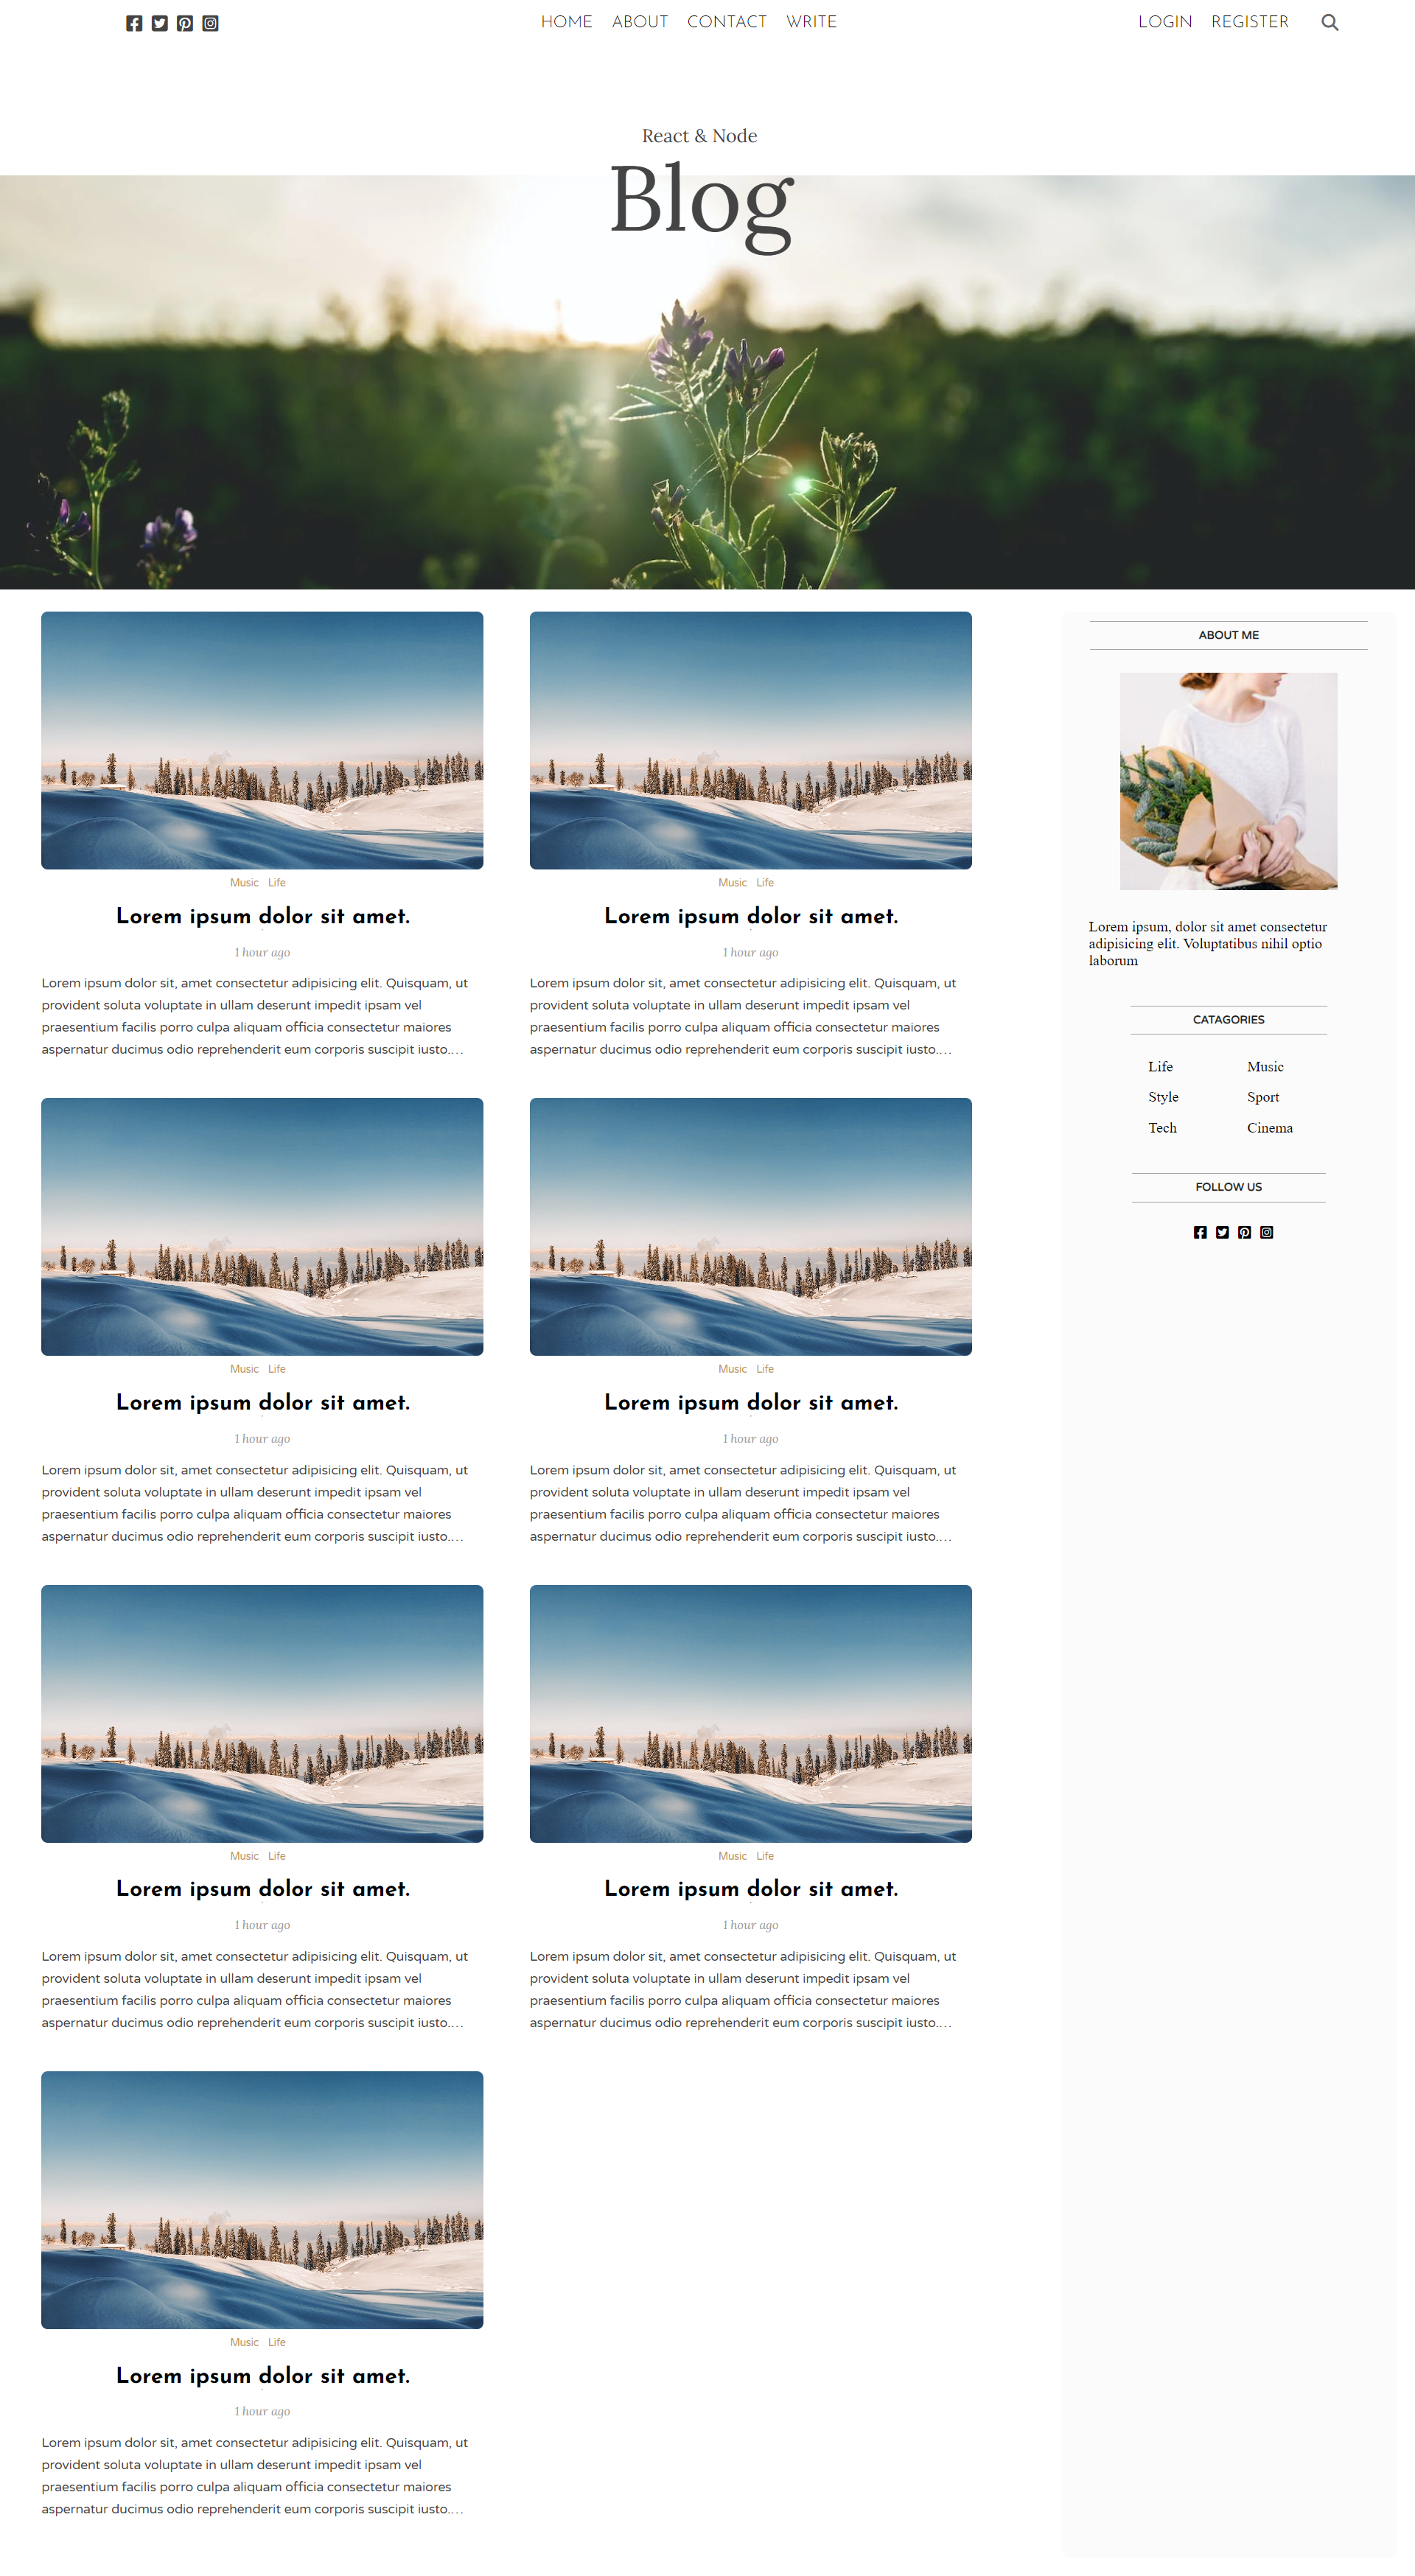 HOME ABOUT CONTACT WRITE
LOGIN REGISTER
React & Node
Blog
Music Life
Lorem ipsum dolor sit amet.
1 hour ago
Lorem ipsum dolor sit, amet consectetur adipisicing elit. Quisquam, ut
provident soluta voluptate in ullam deserunt impedit ipsam vel
praesentium facilis porro culpa aliquam officia consectetur maiores
aspernatur ducimus odio reprehenderit eum corporis suscipit iusto....
Music Life
Lorem ipsum dolor sit amet.
1 hour ago
Lorem ipsum dolor sit, amet consectetur adipisicing elit. Quisquam, ut
provident soluta voluptate in ullam deserunt impedit ipsam vel
praesentium facilis porro culpa aliquam officia consectetur maiores
aspernatur ducimus odio reprehenderit eum corporis suscipit iusto....
Music Life
Lorem ipsum dolor sit amet.
1 hour ago
Lorem ipsum dolor sit, amet consectetur adipisicing elit. Quisquam, ut
provident soluta voluptate in ullam deserunt impedit ipsam vel
praesentium facilis porro culpa aliquam officia consectetur maiores
aspernatur ducimus odio reprehenderit eum corporis suscipit iusto....
Music Life
Lorem ipsum dolor sit amet.
1 hour ago
Lorem ipsum dolor sit, amet consectetur adipisicing elit. Quisquam, ut
provident soluta voluptate in ullam deserunt impedit ipsam vel
praesentium facilis porro culpa aliquam officia consectetur maiores
aspernatur ducimus odio reprehenderit eum corporis suscipit iusto....
Music Life
Lorem ipsum dolor sit amet.
1 hour ago
Lorem ipsum dolor sit, amet consectetur adipisicing elit. Quisquam, ut
provident soluta voluptate in ullam deserunt impedit ipsam vel
praesentium facilis porro culpa aliquam officia consectetur maiores
aspernatur ducimus odio reprehenderit eum corporis suscipit iusto....
Music Life
Lorem ipsum dolor sit amet.
1 hour ago
Lorem ipsum dolor sit, amet consectetur adipisicing elit. Quisquam, ut
provident soluta voluptate in ullam deserunt impedit ipsam vel
praesentium facilis porro culpa aliquam officia consectetur maiores
aspernatur ducimus odio reprehenderit eum corporis suscipit iusto....
Music Life
Lorem ipsum dolor sit amet.
1 hour ago
Lorem ipsum dolor sit, amet consectetur adipisicing elit. Quisquam, ut
provident soluta voluptate in ullam deserunt impedit ipsam vel
praesentium facilis porro culpa aliquam officia consectetur maiores
aspernatur ducimus odio reprehenderit eum corporis suscipit iusto....
ABOUT ME
Lorem ipsum, dolor sit amet consectetur
adipisicing elit. Voluptatibus nihil optio
laborum
CATAGORIES
Life Music
Style Sport
Tech Cinema
FOLLOW US